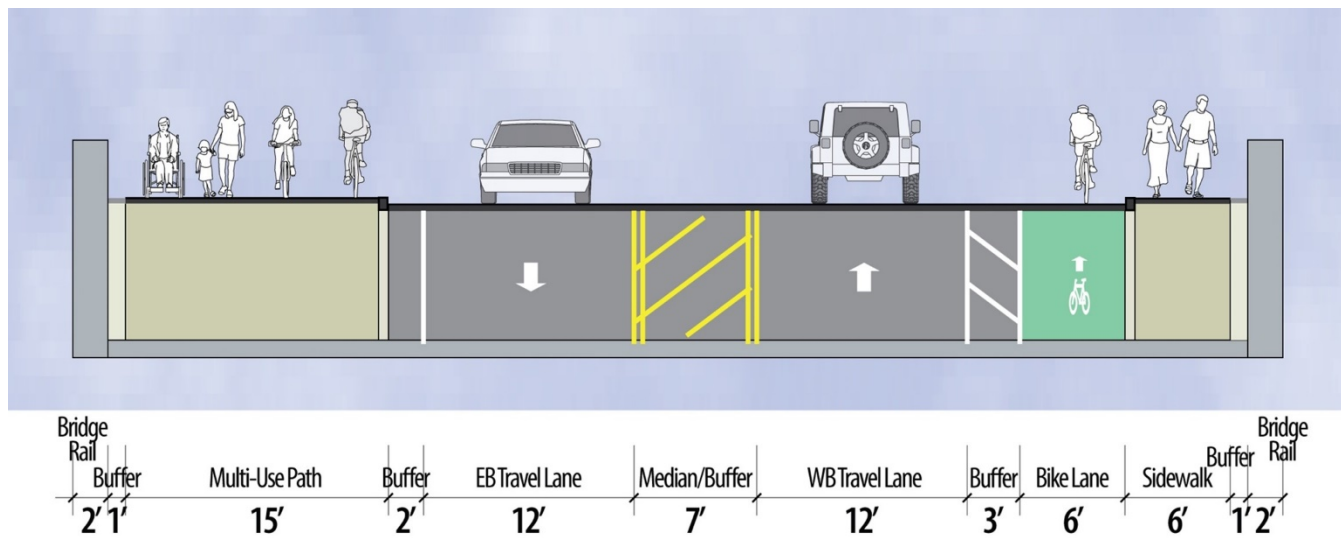 Bridge
Rail
Buffer
Multi-Use Path
Buffer
EB Travel Lane
Median/Buffer
WB Travel Lane
Buffer
Bike Lane
Sidewalk
Buffer
Bridge
Rail
2' 1' 15' 2' 12' 7' 12' 3' 6' 6' 1' 2'